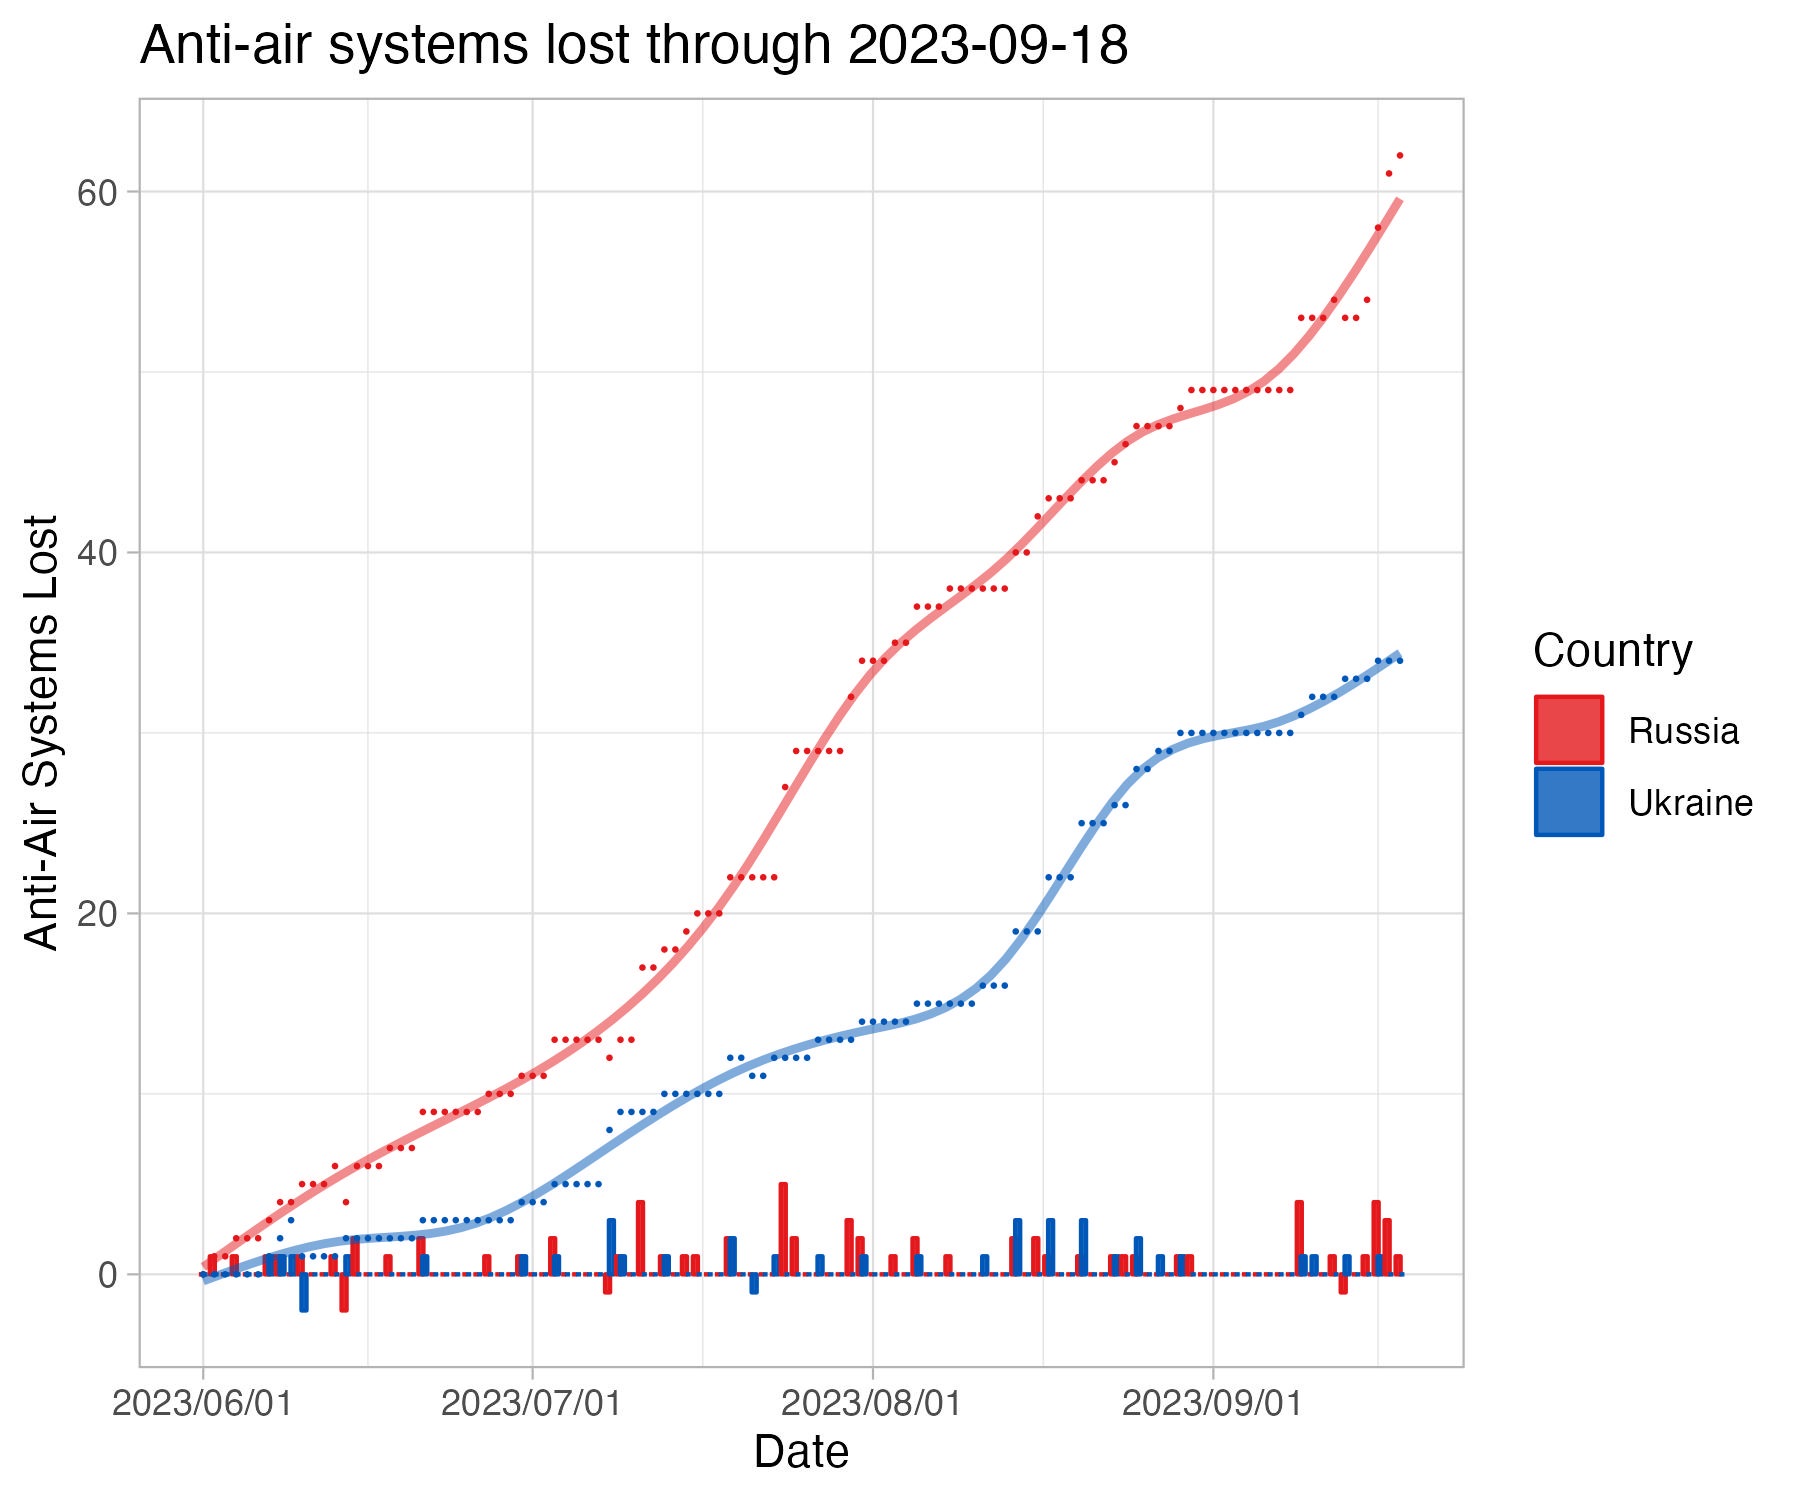 Anti-air systems lost through 2023-09-18
Anti-Air Systems Lost
60
40
20
0
2023/06/01
2023/07/01
2023/08/01
2023/09/01
Date
Country
Russia
Ukraine